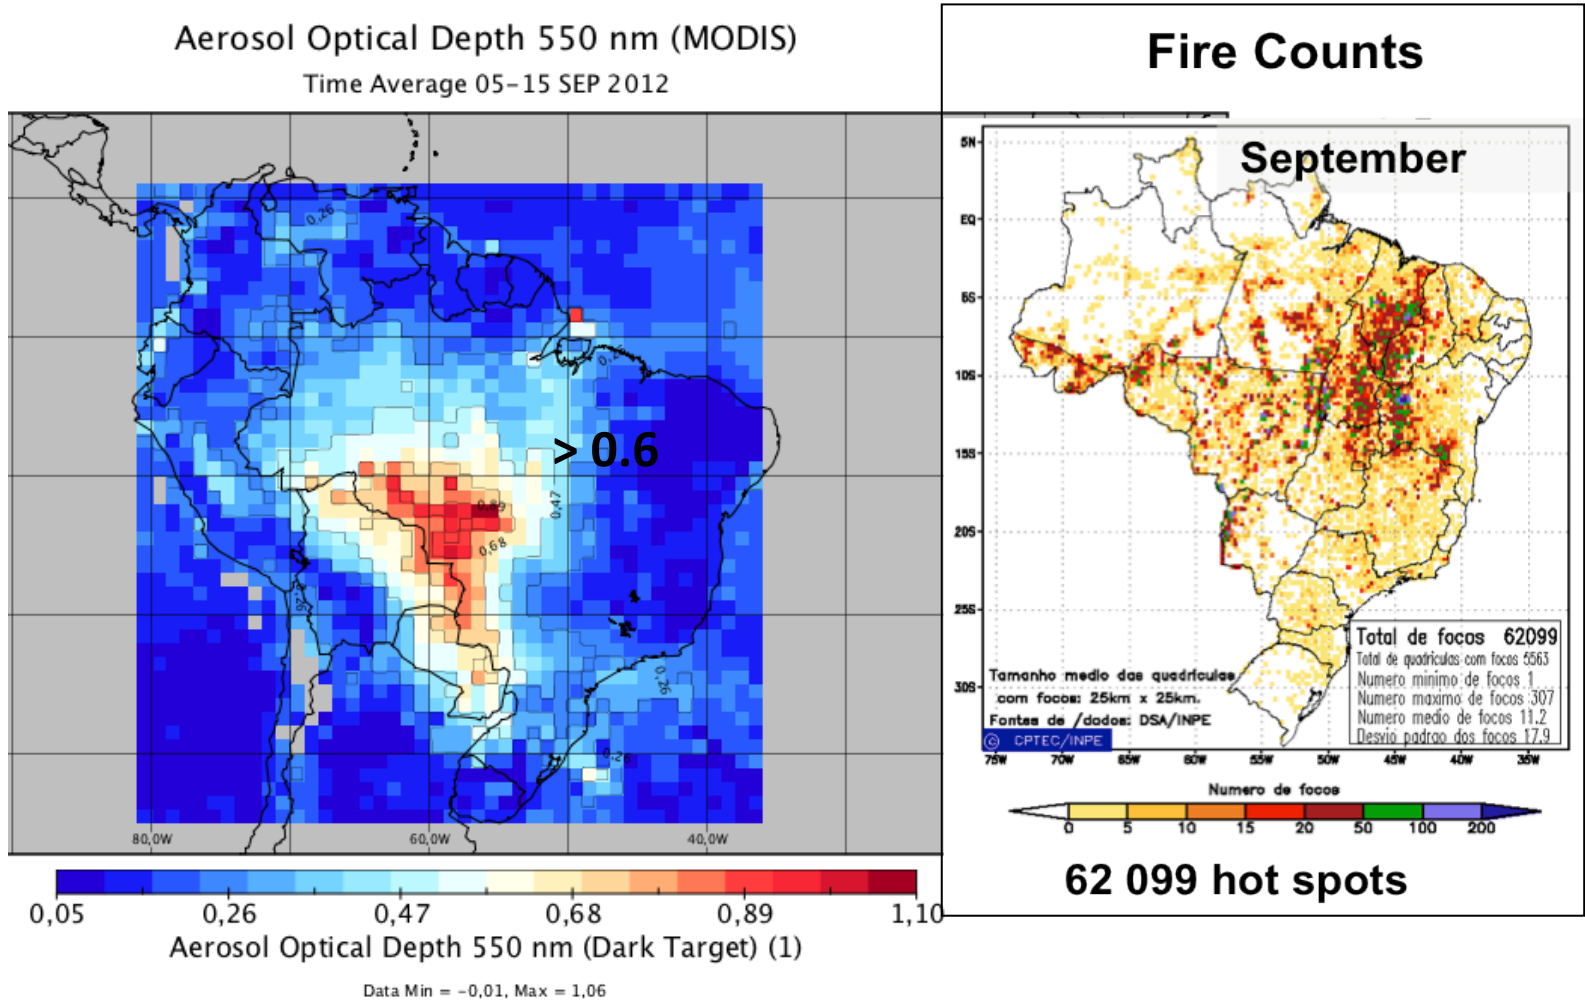 Aerosol Optical Depth 550 nm (MODIS)
Time Average 05-15 SEP 2012
0,26
0,26
> 0.6
0,89
0,47
0,68
0,26
0,26
80,0W
60,0W
40,0W
0,05
0,26
0,47
0,68
0,89
1,10
Aerosol Optical Depth 550 nm (Dark Target) (1)
Data Min = -0,01, Max = 1,06
Fire Counts
September
5N
EQ
5S
10S
15S
20S
25S
30S
Total de focos 62099
Total de quadriculas com focos 5563
Numero minimo de focos 1
Numero maximo de focos 307
Numero medio de focos 11.2
Desvio padrao dos focos 17.9
Tamanho medio das quadriculas
com focos: 25km x 25km.
Fontes de /dados: DSA/INPE
© CPTEC/INPE
75W
70W
65W
60W
55W
50W
45W
40W
35W
Numero de focos
0
5
10
15
20
50
100
200
62 099 hot spots